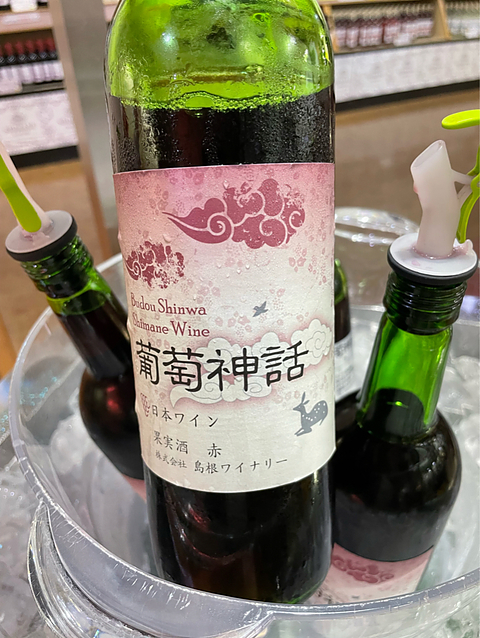 Budou Shinwa
Shimane Wine
葡萄神話
日本ワイン
果実酒 赤
株式会社 島根ワイナリー